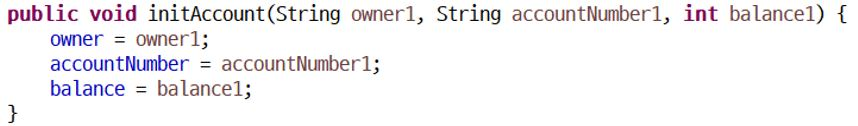 public void initAccount(String owner1, String accountNumber1, int balance1) {
    owner = owner1;
    accountNumber = accountNumber1;
    balance = balance1;
}